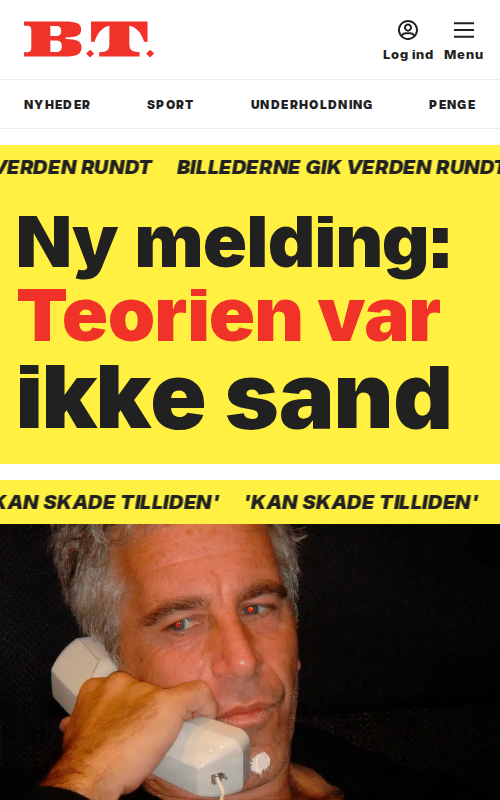 B.T.
Log ind
Menu
NYHEDER SPORT UNDERHOLDNING PENGE
VERDEN RUNDT BILLEDERNE GIK VERDEN RUNDT
Ny melding:
Teorien var
ikke sand
KAN SKADE TILLIDEN' 'KAN SKADE TILLIDEN'